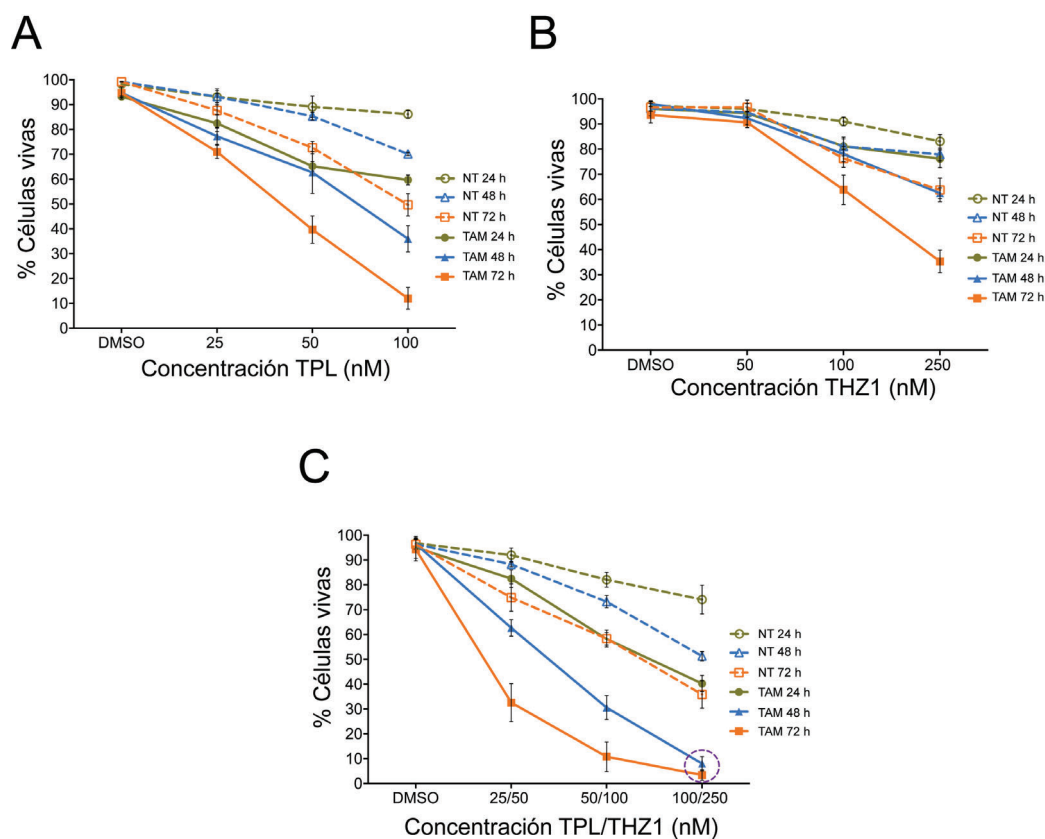 A
% Células vivas
100
90
80
70
60
50
40
30
20
10
0
DMSO 25 50 100
Concentración TPL (nM)
NT 24 h
NT 48 h
NT 72 h
TAM 24 h
TAM 48 h
TAM 72 h
B
% Células vivas
100
90
80
70
60
50
40
30
20
10
0
DMSO 50 100 250
Concentración THZ1 (nM)
NT 24 h
NT 48 h
NT 72 h
TAM 24 h
TAM 48 h
TAM 72 h
C
% Células vivas
100
90
80
70
60
50
40
30
20
10
0
DMSO 25/50 50/100 100/250
Concentración TPL/THZ1 (nM)
NT 24 h
NT 48 h
NT 72 h
TAM 24 h
TAM 48 h
TAM 72 h